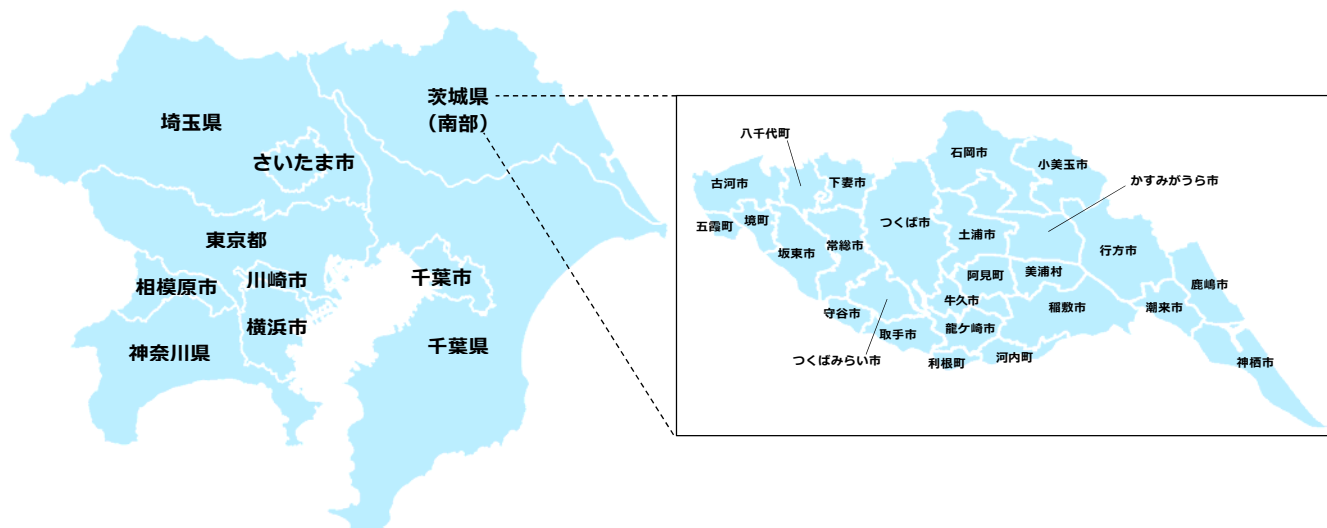 埼玉県
さいたま市
茨城県
（南部）
東京都
相模原市
川崎市
横浜市
神奈川県
千葉市
千葉県
八千代町
石岡市
小美玉市
かすみがうら市
古河市
下妻市
五霞町
境町
つくば市
土浦市
坂東市
常総市
行方市
阿見町
美浦村
鹿嶋市
牛久市
稲敷市
潮来市
守谷市
取手市
龍ケ崎市
つくばみらい市
利根町
河内町
神栖市